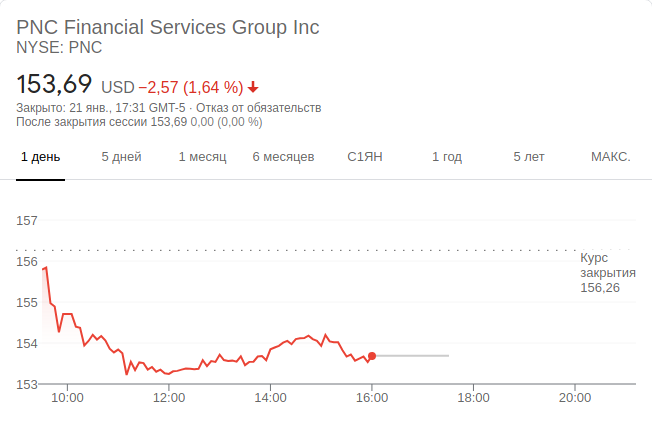 PNC Financial Services Group Inc
NYSE: PNC
153,69 USD −2,57 (1,64 %)
Закрыто: 21 янв., 17:31 GMT-5 · Отказ от обязательств
После закрытия сессии 153,69 0,00 (0,00 %)
1 день 5 дней 1 месяц 6 месяцев С1ЯН 1 год 5 лет МАКС.
157
156
155
154
153
Курс
закрытия
156,26
10:00 12:00 14:00 16:00 18:00 20:00